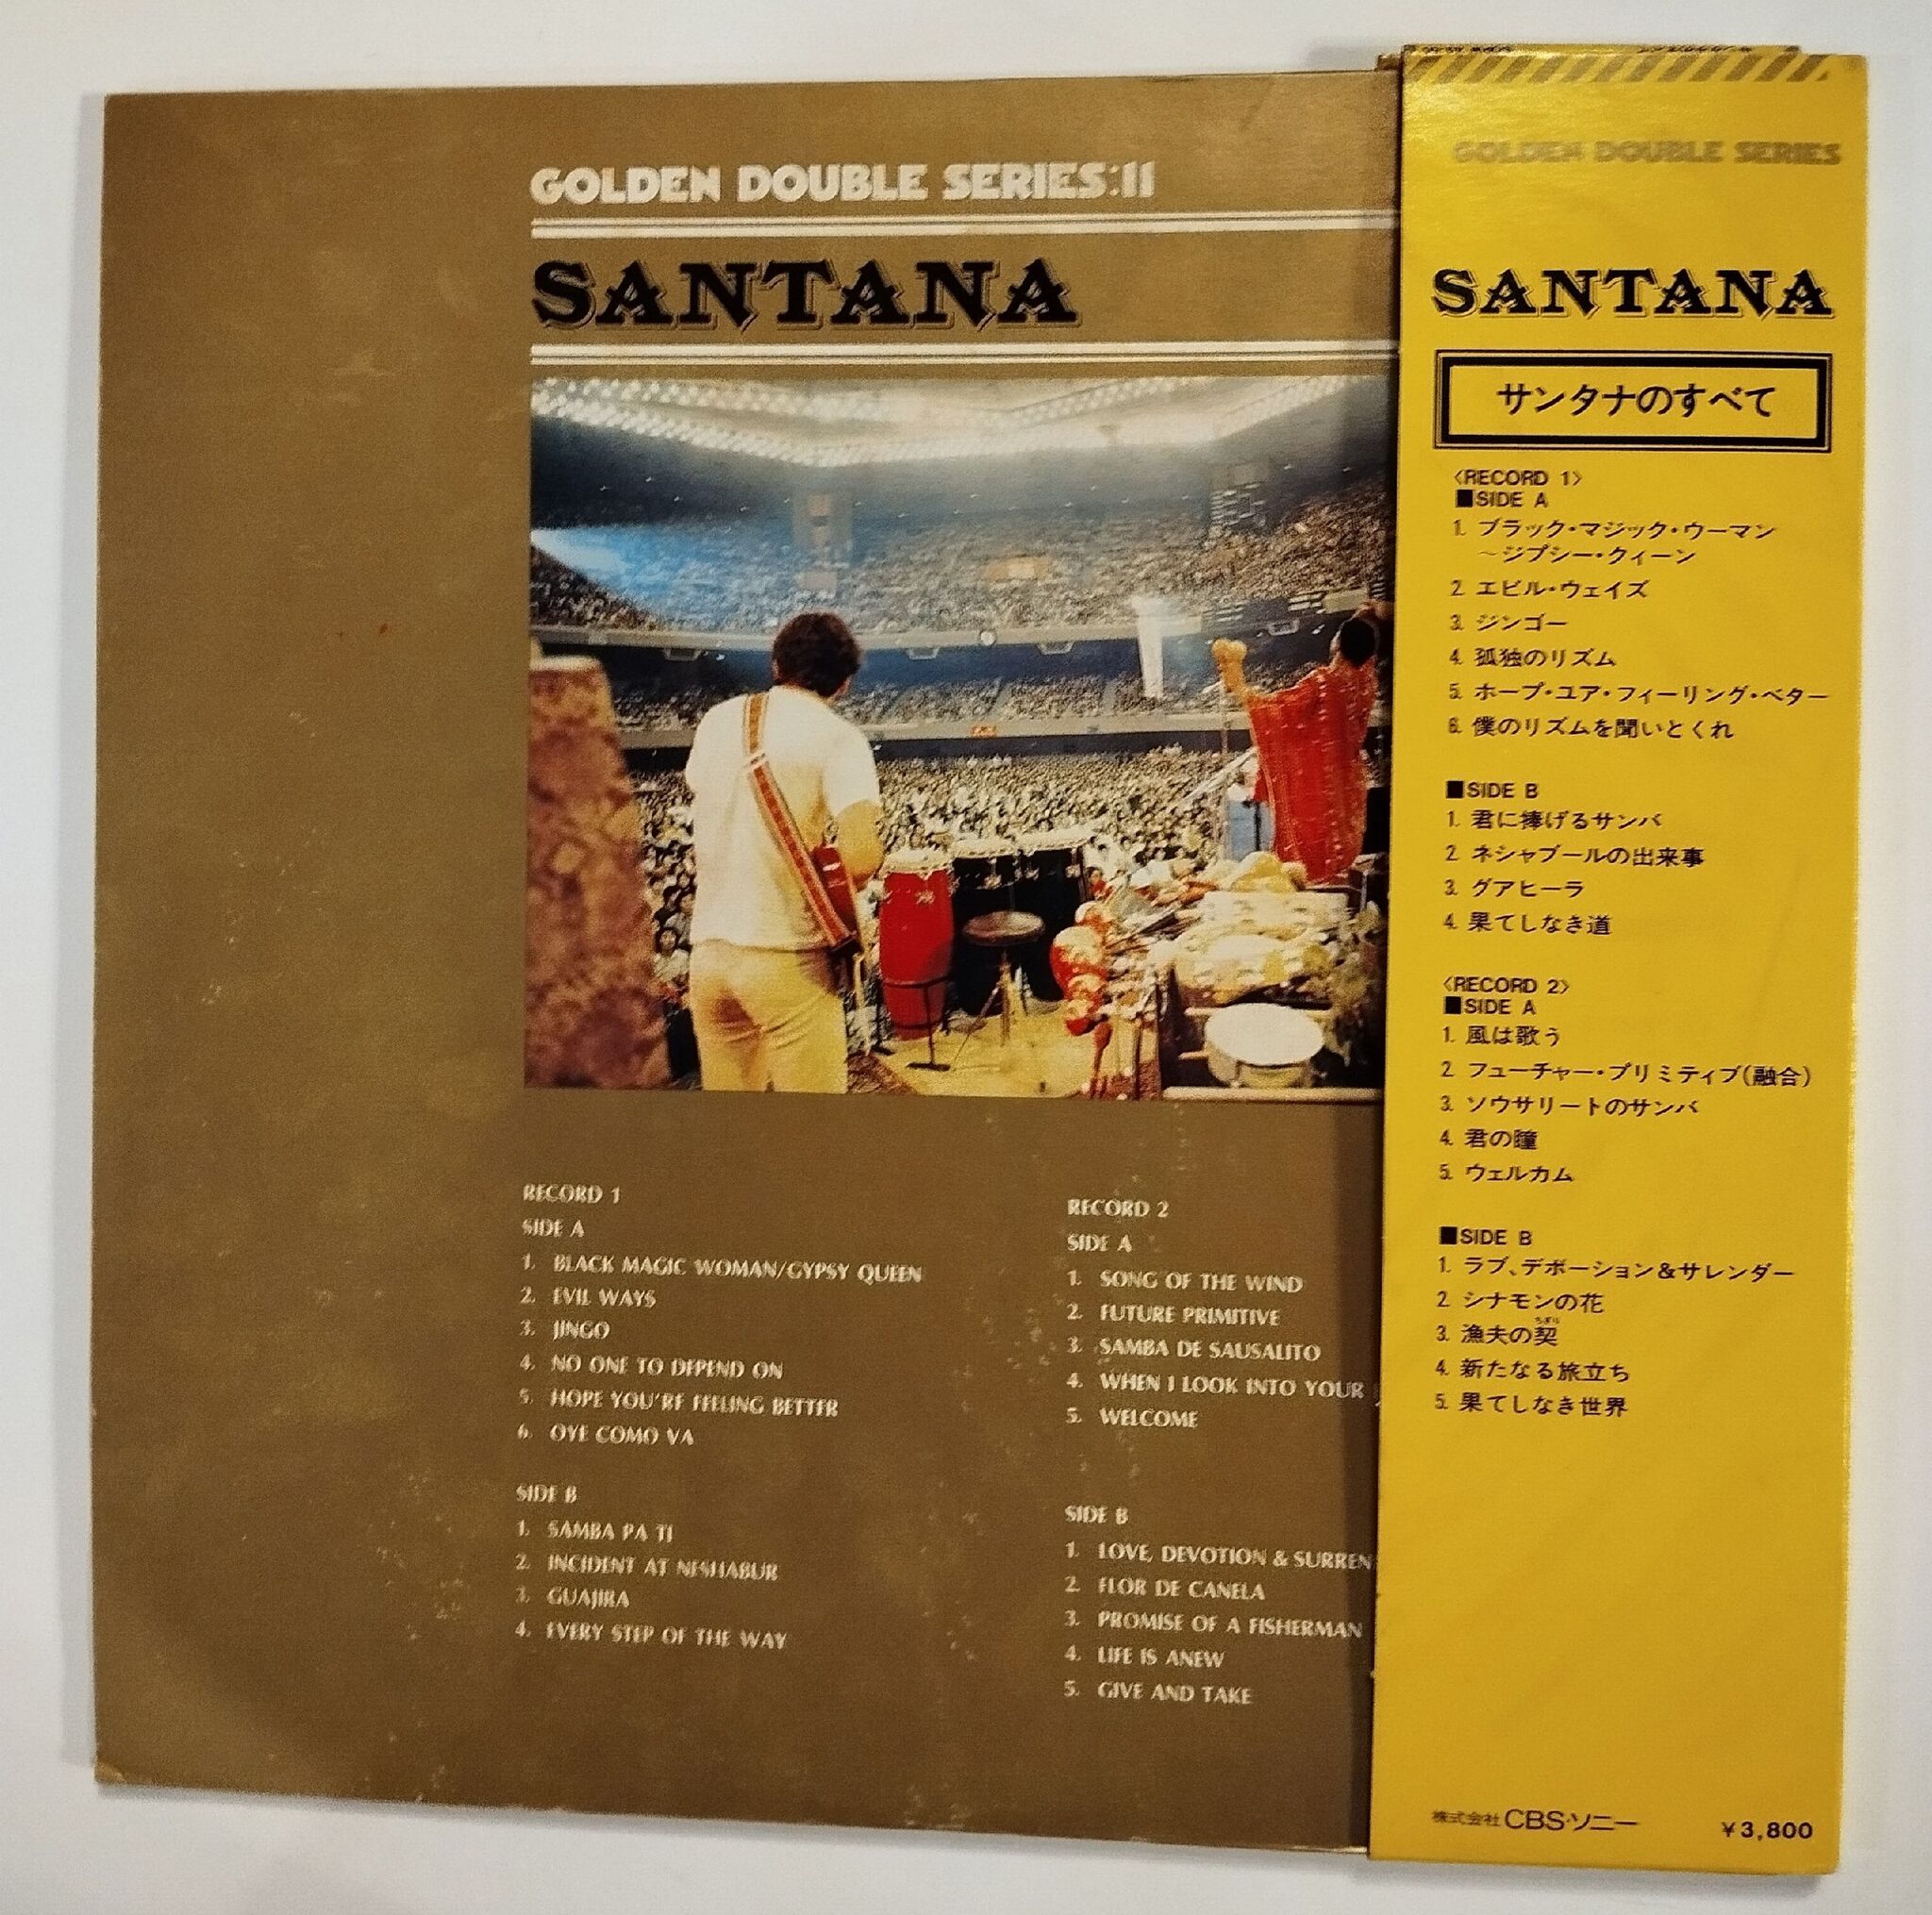 GOLDEN DOUBLE SERIES:11
SANTANA
RECORD 1
SIDE A
1. BLACK MAGIC WOMAN/GYPSY QUEEN
2. EVIL WAYS
3. JINGO
4. NO ONE TO DEPEND ON
5. HOPE YOU'RE FEELING BETTER
6. OYE COMO VA
SIDE B
1. SAMBA PA TI
2. INCIDENT AT NESHABUR
3. GUAJIRA
4. EVERY STEP OF THE WAY
RECORD 2
SIDE A
1. SONG OF THE WIND
2. FUTURE PRIMITIVE
3. SAMBA DE SAUSALITO
4. WHEN I LOOK INTO YOUR
5. WELCOME
SIDE B
1. LOVE, DEVOTION & SURREN
2. FLOR DE CANELA
3. PROMISE OF A FISHERMAN
4. LIFE IS ANEW
5. GIVE AND TAKE
GOLDEN DOUBLE SERIES
SANTANA
サンタナのすべて
〈RECORD 1〉
■SIDE A
1. ブラック・マジック・ウーマン
～ジプシー・クィーン
2. エビル・ウェイズ
3. ジンゴー
4. 孤独のリズム
5. ホープ・ユア・フィーリング・ベター
6. 僕のリズムを聞いとくれ
■SIDE B
1. 君に捧げるサンバ
2. ネシャブールの出来事
3. グアヒーラ
4. 果てしなき道
〈RECORD 2〉
■SIDE A
1. 風は歌う
2. フューチャー・プリミティブ(融合)
3. ソウサリートのサンバ
4. 君の瞳
5. ウェルカム
■SIDE B
1. ラブ、デボーション&サレンダー
2. シナモンの花
3. 漁夫の契
4. 新たなる旅立ち
5. 果てしなき世界
株式会社 CBS・ソニー
¥3,800